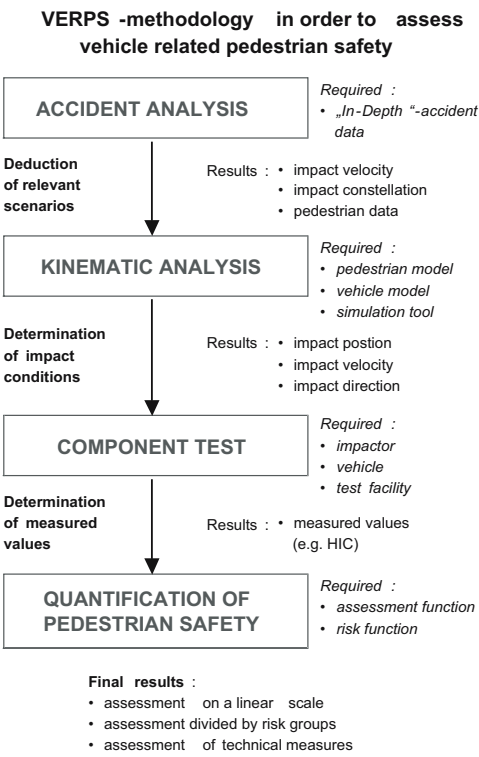 VERPS -methodology in order to assess
vehicle related pedestrian safety
ACCIDENT ANALYSIS
Required :
• „In-Depth “-accident
data
Deduction
of relevant
scenarios
Results : • impact velocity
• impact constellation
• pedestrian data
KINEMATIC ANALYSIS
Required :
• pedestrian model
• vehicle model
• simulation tool
Determination
of impact
conditions
Results : • impact postion
• impact velocity
• impact direction
COMPONENT TEST
Required :
• impactor
• vehicle
• test facility
Determination
of measured
values
Results : • measured values
(e.g. HIC)
QUANTIFICATION OF
PEDESTRIAN SAFETY
Required :
• assessment function
• risk function
Final results :
• assessment on a linear scale
• assessment divided by risk groups
• assessment of technical measures